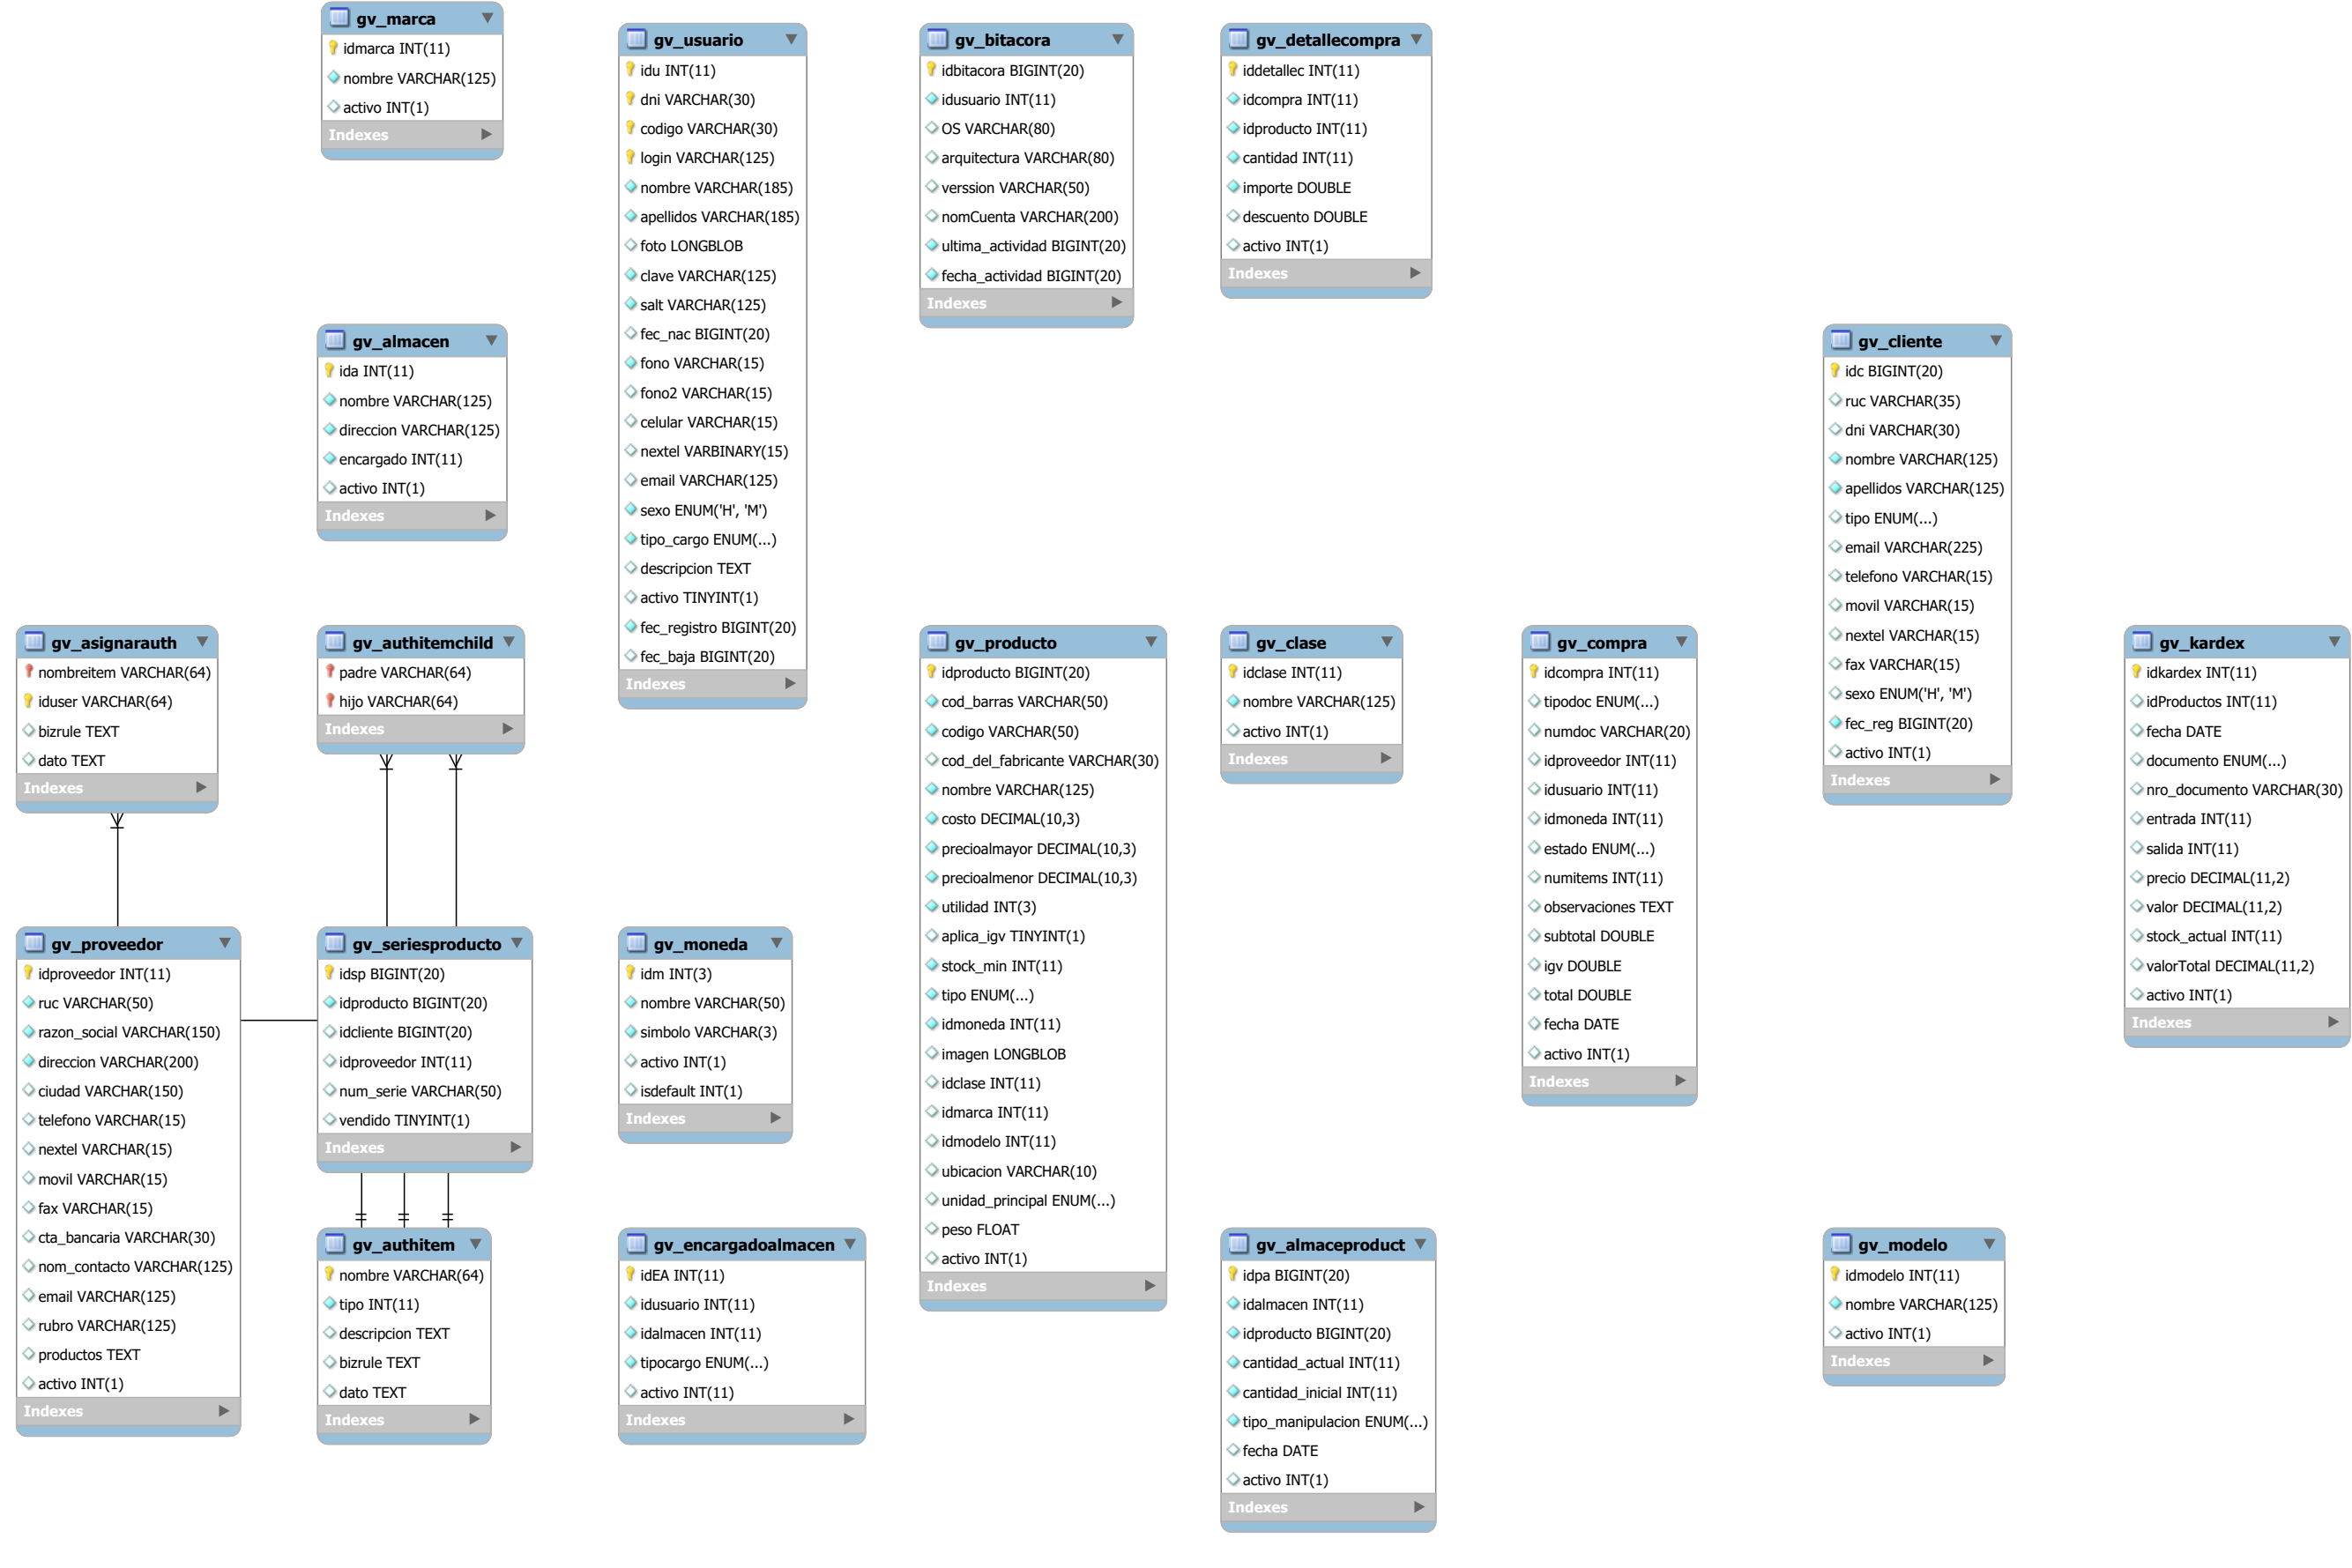 gv_marca
idmarca INT(11)
nombre VARCHAR(125)
activo INT(1)
Indexes
gv_usuario
idu INT(11)
dni VARCHAR(30)
codigo VARCHAR(30)
login VARCHAR(125)
nombre VARCHAR(185)
apellidos VARCHAR(185)
foto LONGBLOB
clave VARCHAR(125)
salt VARCHAR(125)
fec_nac BIGINT(20)
fono VARCHAR(15)
fono2 VARCHAR(15)
celular VARCHAR(15)
nextel VARBINARY(15)
email VARCHAR(125)
sexo ENUM('H', 'M')
tipo_cargo ENUM(...)
descripcion TEXT
activo TINYINT(1)
fec_registro BIGINT(20)
fec_baja BIGINT(20)
Indexes
gv_bitacora
idbitacora BIGINT(20)
idusuario INT(11)
OS VARCHAR(80)
arquitectura VARCHAR(80)
verssion VARCHAR(50)
nomCuenta VARCHAR(200)
ultima_actividad BIGINT(20)
fecha_actividad BIGINT(20)
Indexes
gv_detallecompra
iddetallec INT(11)
idcompra INT(11)
idproducto INT(11)
cantidad INT(11)
importe DOUBLE
descuento DOUBLE
activo INT(1)
Indexes
gv_almacen
ida INT(11)
nombre VARCHAR(125)
direccion VARCHAR(125)
encargado INT(11)
activo INT(1)
Indexes
gv_cliente
idc BIGINT(20)
ruc VARCHAR(35)
dni VARCHAR(30)
nombre VARCHAR(125)
apellidos VARCHAR(125)
tipo ENUM(...)
email VARCHAR(225)
telefono VARCHAR(15)
movil VARCHAR(15)
nextel VARCHAR(15)
fax VARCHAR(15)
sexo ENUM('H', 'M')
fec_reg BIGINT(20)
activo INT(1)
Indexes
gv_asignarauth
nombreitem VARCHAR(64)
iduser VARCHAR(64)
bizrule TEXT
dato TEXT
Indexes
gv_authitemchild
padre VARCHAR(64)
hijo VARCHAR(64)
Indexes
gv_producto
idproducto BIGINT(20)
cod_barras VARCHAR(50)
codigo VARCHAR(50)
cod_del_fabricante VARCHAR(30)
nombre VARCHAR(125)
costo DECIMAL(10,3)
precioalmayor DECIMAL(10,3)
precioalmenor DECIMAL(10,3)
utilidad INT(3)
aplica_igv TINYINT(1)
stock_min INT(11)
tipo ENUM(...)
idmoneda INT(11)
imagen LONGBLOB
idclase INT(11)
idmarca INT(11)
idmodelo INT(11)
ubicacion VARCHAR(10)
unidad_principal ENUM(...)
peso FLOAT
activo INT(1)
Indexes
gv_clase
idclase INT(11)
nombre VARCHAR(125)
activo INT(1)
Indexes
gv_compra
idcompra INT(11)
tipodoc ENUM(...)
numdoc VARCHAR(20)
idproveedor INT(11)
idusuario INT(11)
idmoneda INT(11)
estado ENUM(...)
numitems INT(11)
observaciones TEXT
subtotal DOUBLE
igv DOUBLE
total DOUBLE
fecha DATE
activo INT(1)
Indexes
gv_kardex
idkardex INT(11)
idProductos INT(11)
fecha DATE
documento ENUM(...)
nro_documento VARCHAR(30)
entrada INT(11)
salida INT(11)
precio DECIMAL(11,2)
valor DECIMAL(11,2)
stock_actual INT(11)
valorTotal DECIMAL(11,2)
activo INT(1)
Indexes
gv_proveedor
idproveedor INT(11)
ruc VARCHAR(50)
razon_social VARCHAR(150)
direccion VARCHAR(200)
ciudad VARCHAR(150)
telefono VARCHAR(15)
nextel VARCHAR(15)
movil VARCHAR(15)
fax VARCHAR(15)
cta_bancaria VARCHAR(30)
nom_contacto VARCHAR(125)
email VARCHAR(125)
rubro VARCHAR(125)
productos TEXT
activo INT(1)
Indexes
gv_seriesproducto
idsp BIGINT(20)
idproducto BIGINT(20)
idcliente BIGINT(20)
idproveedor INT(11)
num_serie VARCHAR(50)
vendido TINYINT(1)
Indexes
gv_moneda
idm INT(3)
nombre VARCHAR(50)
simbolo VARCHAR(3)
activo INT(1)
isdefault INT(1)
Indexes
gv_authitem
nombre VARCHAR(64)
tipo INT(11)
descripcion TEXT
bizrule TEXT
dato TEXT
Indexes
gv_encargadoalmacen
idEA INT(11)
idusuario INT(11)
idalmacen INT(11)
tipocargo ENUM(...)
activo INT(11)
Indexes
gv_almaceproduct
idpa BIGINT(20)
idalmacen INT(11)
idproducto BIGINT(20)
cantidad_actual INT(11)
cantidad_inicial INT(11)
tipo_manipulacion ENUM(...)
fecha DATE
activo INT(1)
Indexes
gv_modelo
idmodelo INT(11)
nombre VARCHAR(125)
activo INT(1)
Indexes